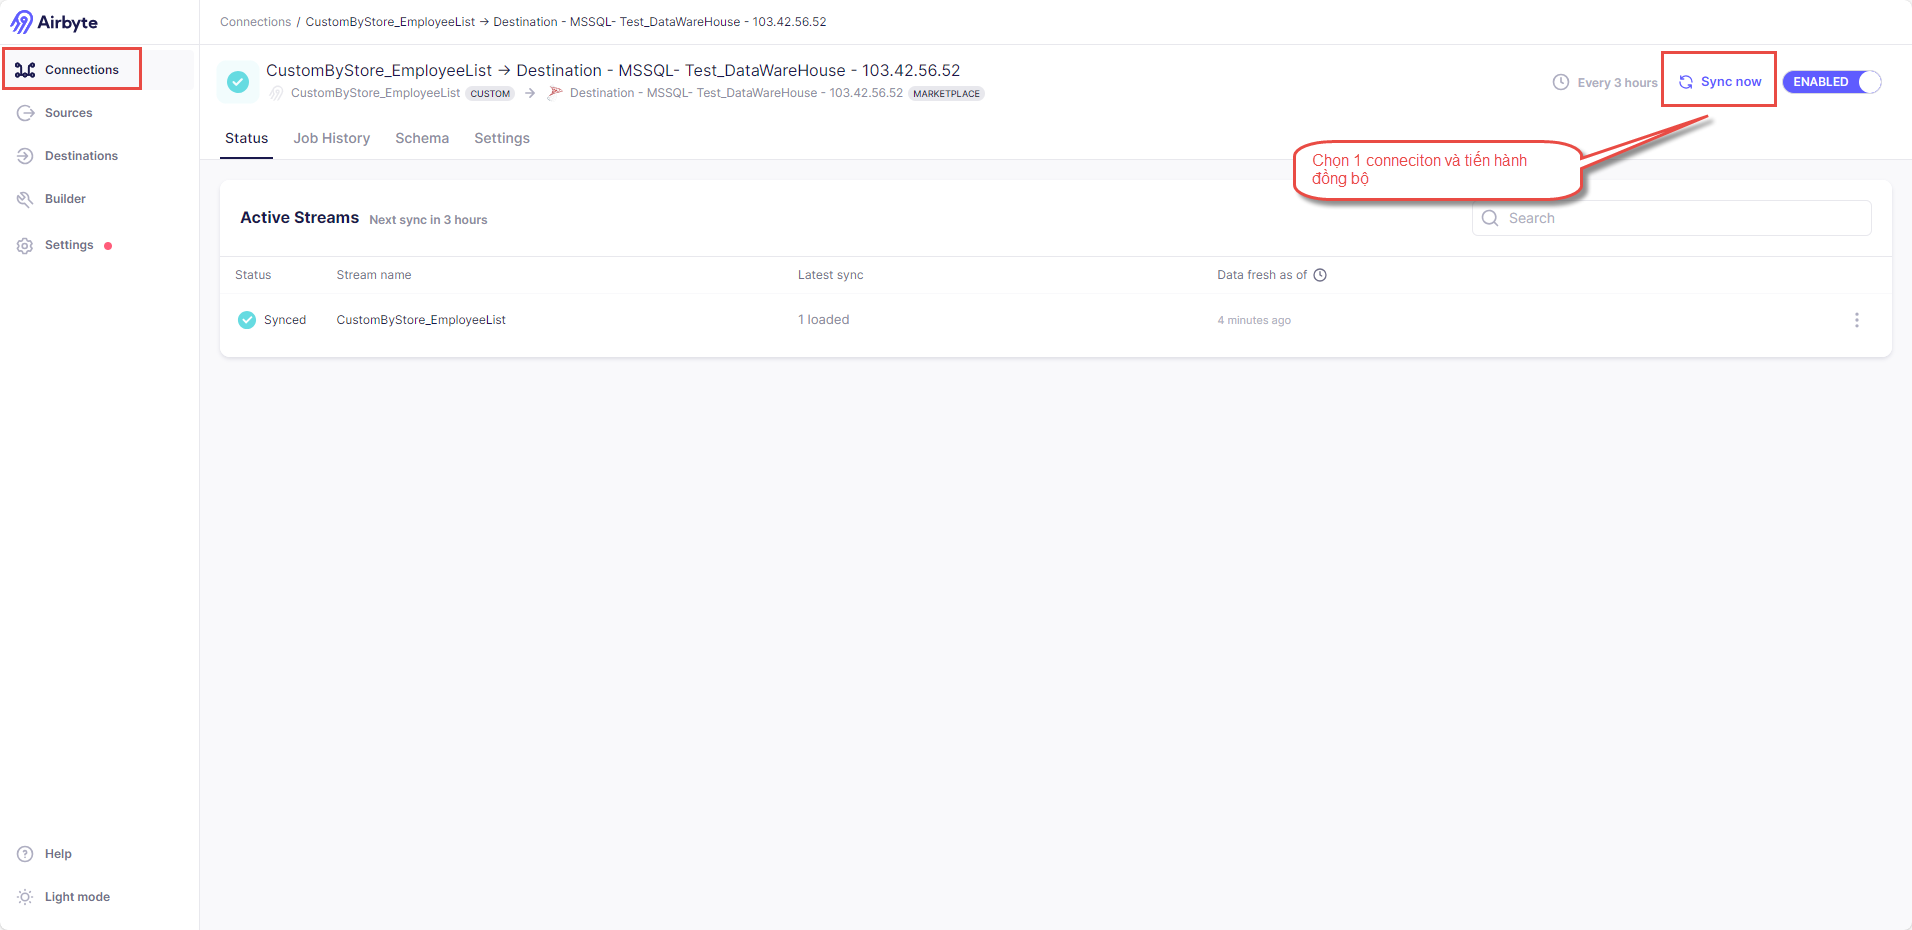 Airbyte
Connections / CustomByStore_EmployeeList → Destination - MSSQL- Test_DataWareHouse - 103.42.56.52
Connections
Sources
Destinations
Builder
Settings
CustomByStore_EmployeeList → Destination - MSSQL- Test_DataWareHouse - 103.42.56.52
CustomByStore_EmployeeList CUSTOM → Destination - MSSQL- Test_DataWareHouse - 103.42.56.52 MARKETPLACE
Every 3 hours Sync now ENABLED
Status Job History Schema Settings
Chọn 1 conneciton và tiến hành
đồng bộ
Active Streams Next sync in 3 hours
Search
Status Stream name Latest sync Data fresh as of
Synced CustomByStore_EmployeeList 1 loaded 4 minutes ago
Help
Light mode